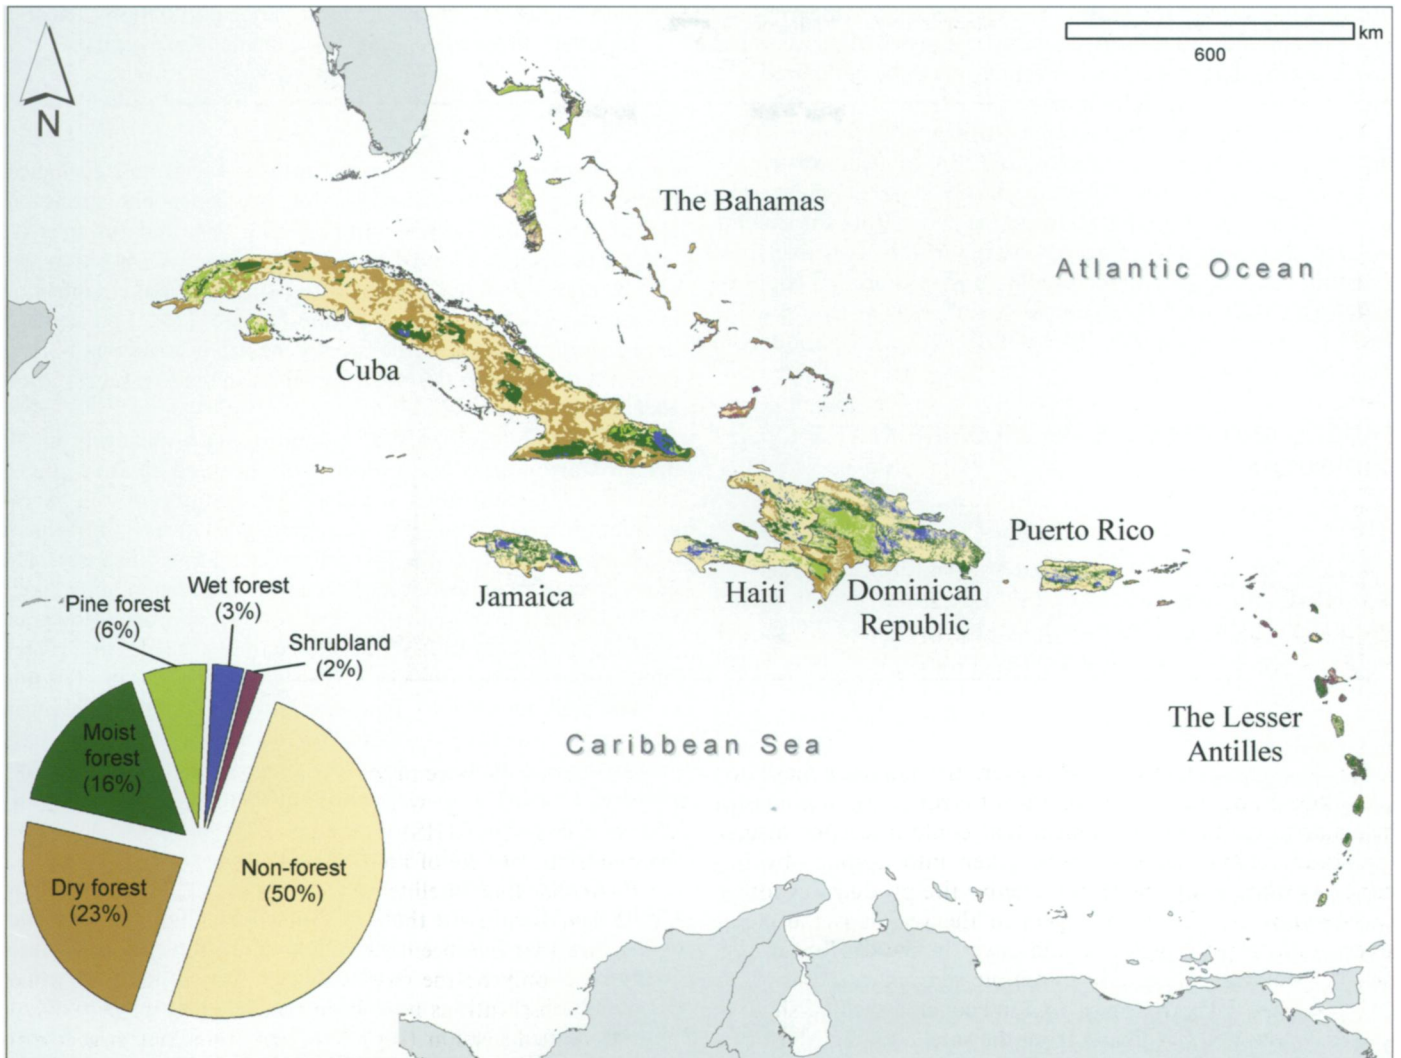 km
600
N
The Bahamas
Atlantic Ocean
Cuba
Puerto Rico
Jamaica
Haiti
Dominican
Republic
Wet forest
(3%)
Pine forest
(6%)
Shrubland
(2%)
Moist
forest
(16%)
The Lesser
Antilles
Caribbean Sea
Non-forest
(50%)
Dry forest
(23%)